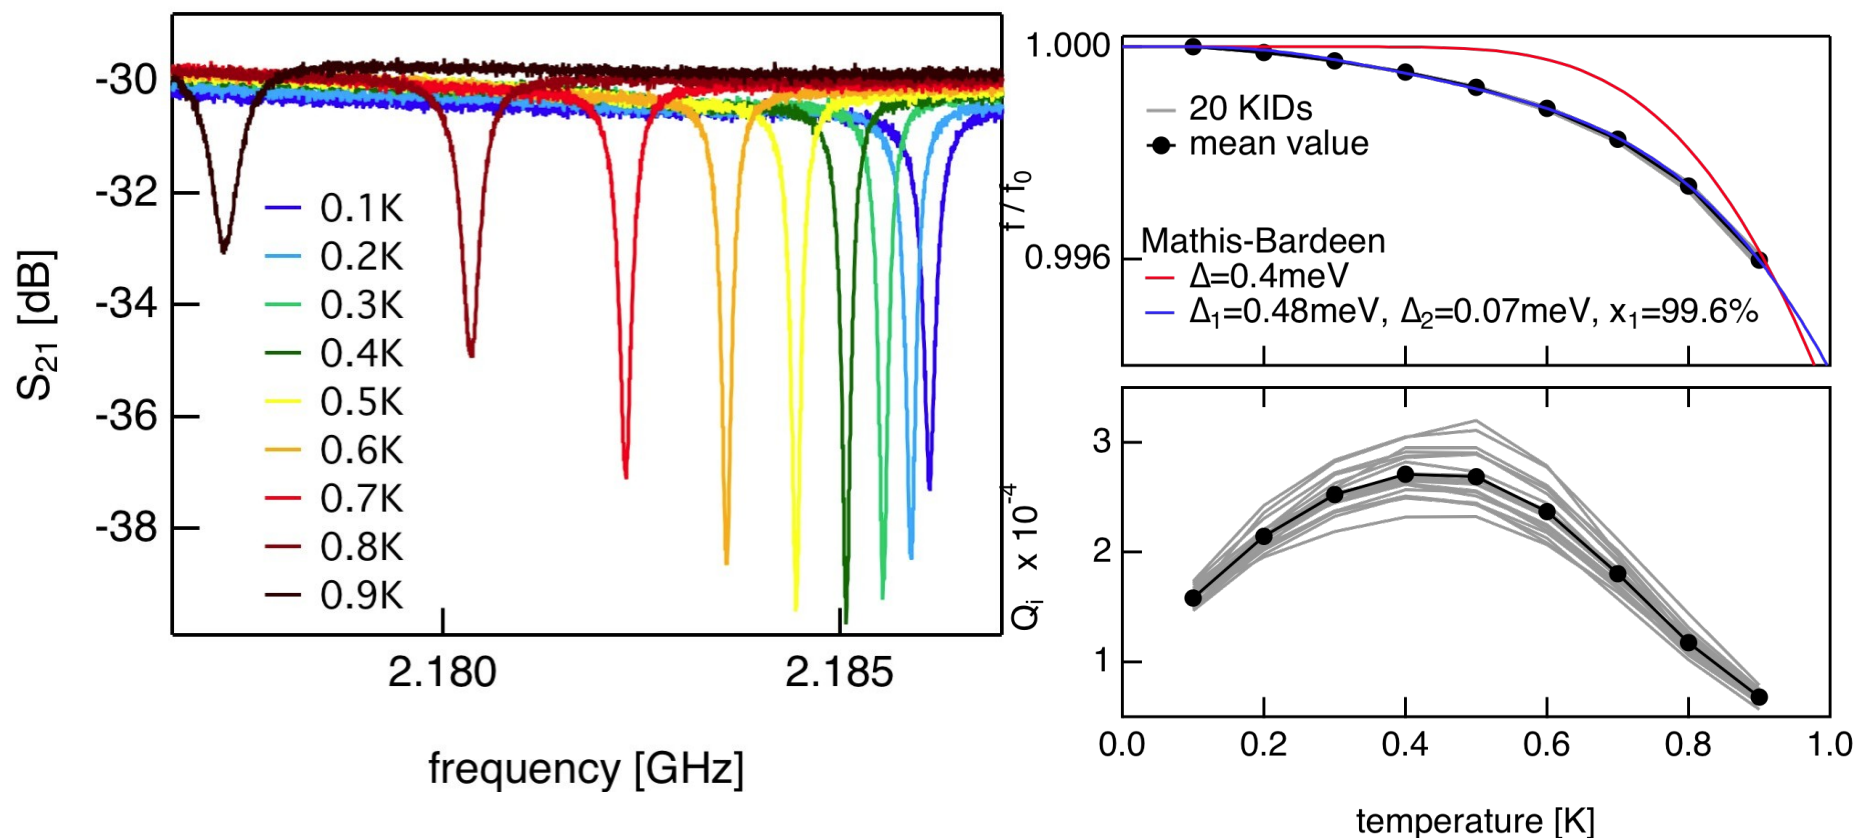 -30
-32
-34
-36
-38
S21 [dB]
0.1K
0.2K
0.3K
0.4K
0.5K
0.6K
0.7K
0.8K
0.9K
2.180
2.185
frequency [GHz]
1.000
0.996
f / f0
20 KIDs
mean value
Mathis-Bardeen
Δ=0.4meV
Δ1=0.48meV, Δ2=0.07meV, x1=99.6%
3
2
1
Qi x 10-4
0.0
0.2
0.4
0.6
0.8
1.0
temperature [K]